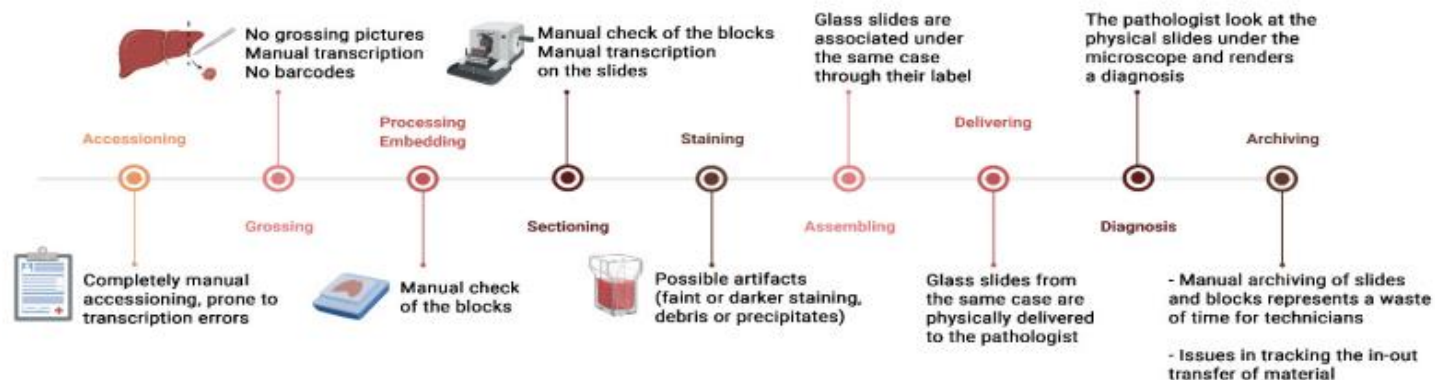 No grossing pictures
Manual transcription
No barcodes
Manual check of the blocks
Manual transcription
on the slides
Glass slides are
associated under
the same case
through their label
The pathologist look at the
physical slides under the
microscope and renders
a diagnosis
Accessioning
Processing
Embedding
Staining
Delivering
Archiving
Grossing
Sectioning
Assembling
Diagnosis
Completely manual
accessioning, prone to
transcription errors
Manual check
of the blocks
Possible artifacts
(faint or darker staining,
debris or precipitates)
Glass slides from
the same case are
physically delivered
to the pathologist
- Manual archiving of slides
and blocks represents a waste
of time for technicians
- Issues in tracking the in-out
transfer of material